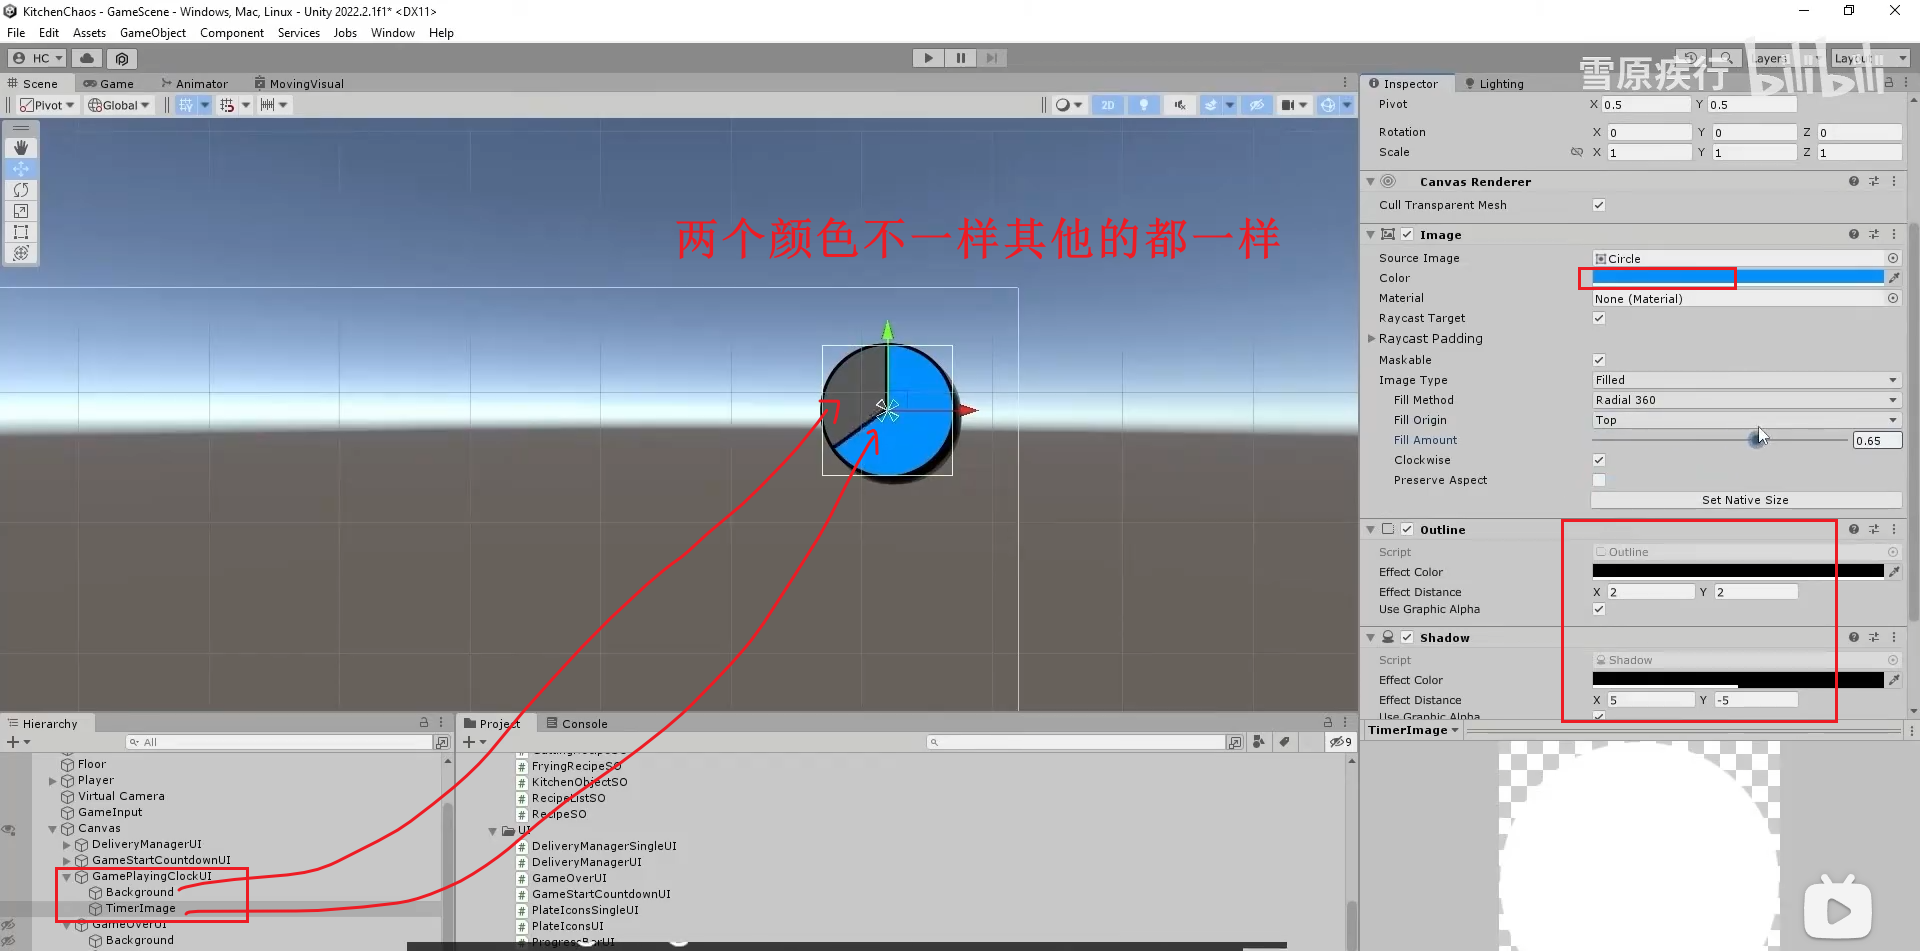 KitchenChaos - GameScene - Windows, Mac, Linux - Unity 2022.2.1f1* <DX11>
File Edit Assets GameObject Component Services Jobs Window Help
HC
Layers Layout
雪原疾行 bilibili
Scene Game Animator MovingVisual
Pivot Global 2D
两个颜色不一样其他的都一样
Inspector Lighting
Pivot X 0.5 Y 0.5
Rotation X 0 Y 0 Z 0
Scale X 1 Y 1 Z 1
Canvas Renderer
Cull Transparent Mesh
Image
Source Image Circle
Color
Material None (Material)
Raycast Target
Raycast Padding
Maskable
Image Type Filled
Fill Method Radial 360
Fill Origin Top
Fill Amount 0.65
Clockwise
Preserve Aspect
Set Native Size
Outline
Script Outline
Effect Color
Effect Distance X 2 Y 2
Use Graphic Alpha
Shadow
Script Shadow
Effect Color
Effect Distance X 5 Y -5
Use Graphic Alpha
TimerImage
Hierarchy
All
Floor
Player
Virtual Camera
GameInput
Canvas
DeliveryManagerUI
GameStartCountdownUI
GamePlayingClockUI
Background
TimerImage
GameOverUI
Background
Project Console
9
CuttingRecipeSO
FryingRecipeSO
KitchenObjectSO
RecipeListSO
RecipeSO
UI
DeliveryManagerSingleUI
DeliveryManagerUI
GameOverUI
GameStartCountdownUI
PlateIconsSingleUI
PlateIconsUI
ProgressBarUI